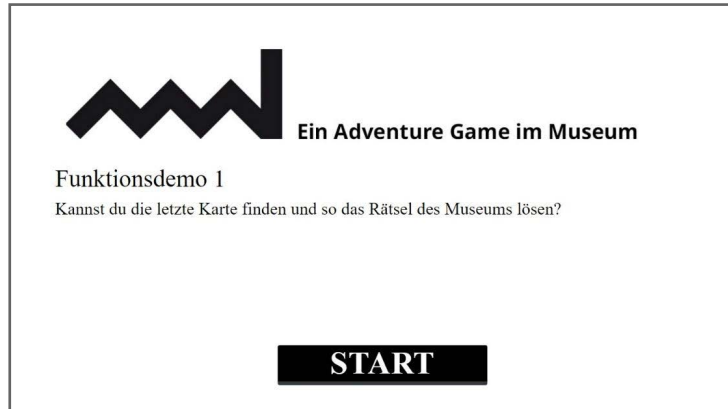 Ein Adventure Game im Museum
Funktionsdemo 1
Kannst du die letzte Karte finden und so das Rätsel des Museums lösen?
START